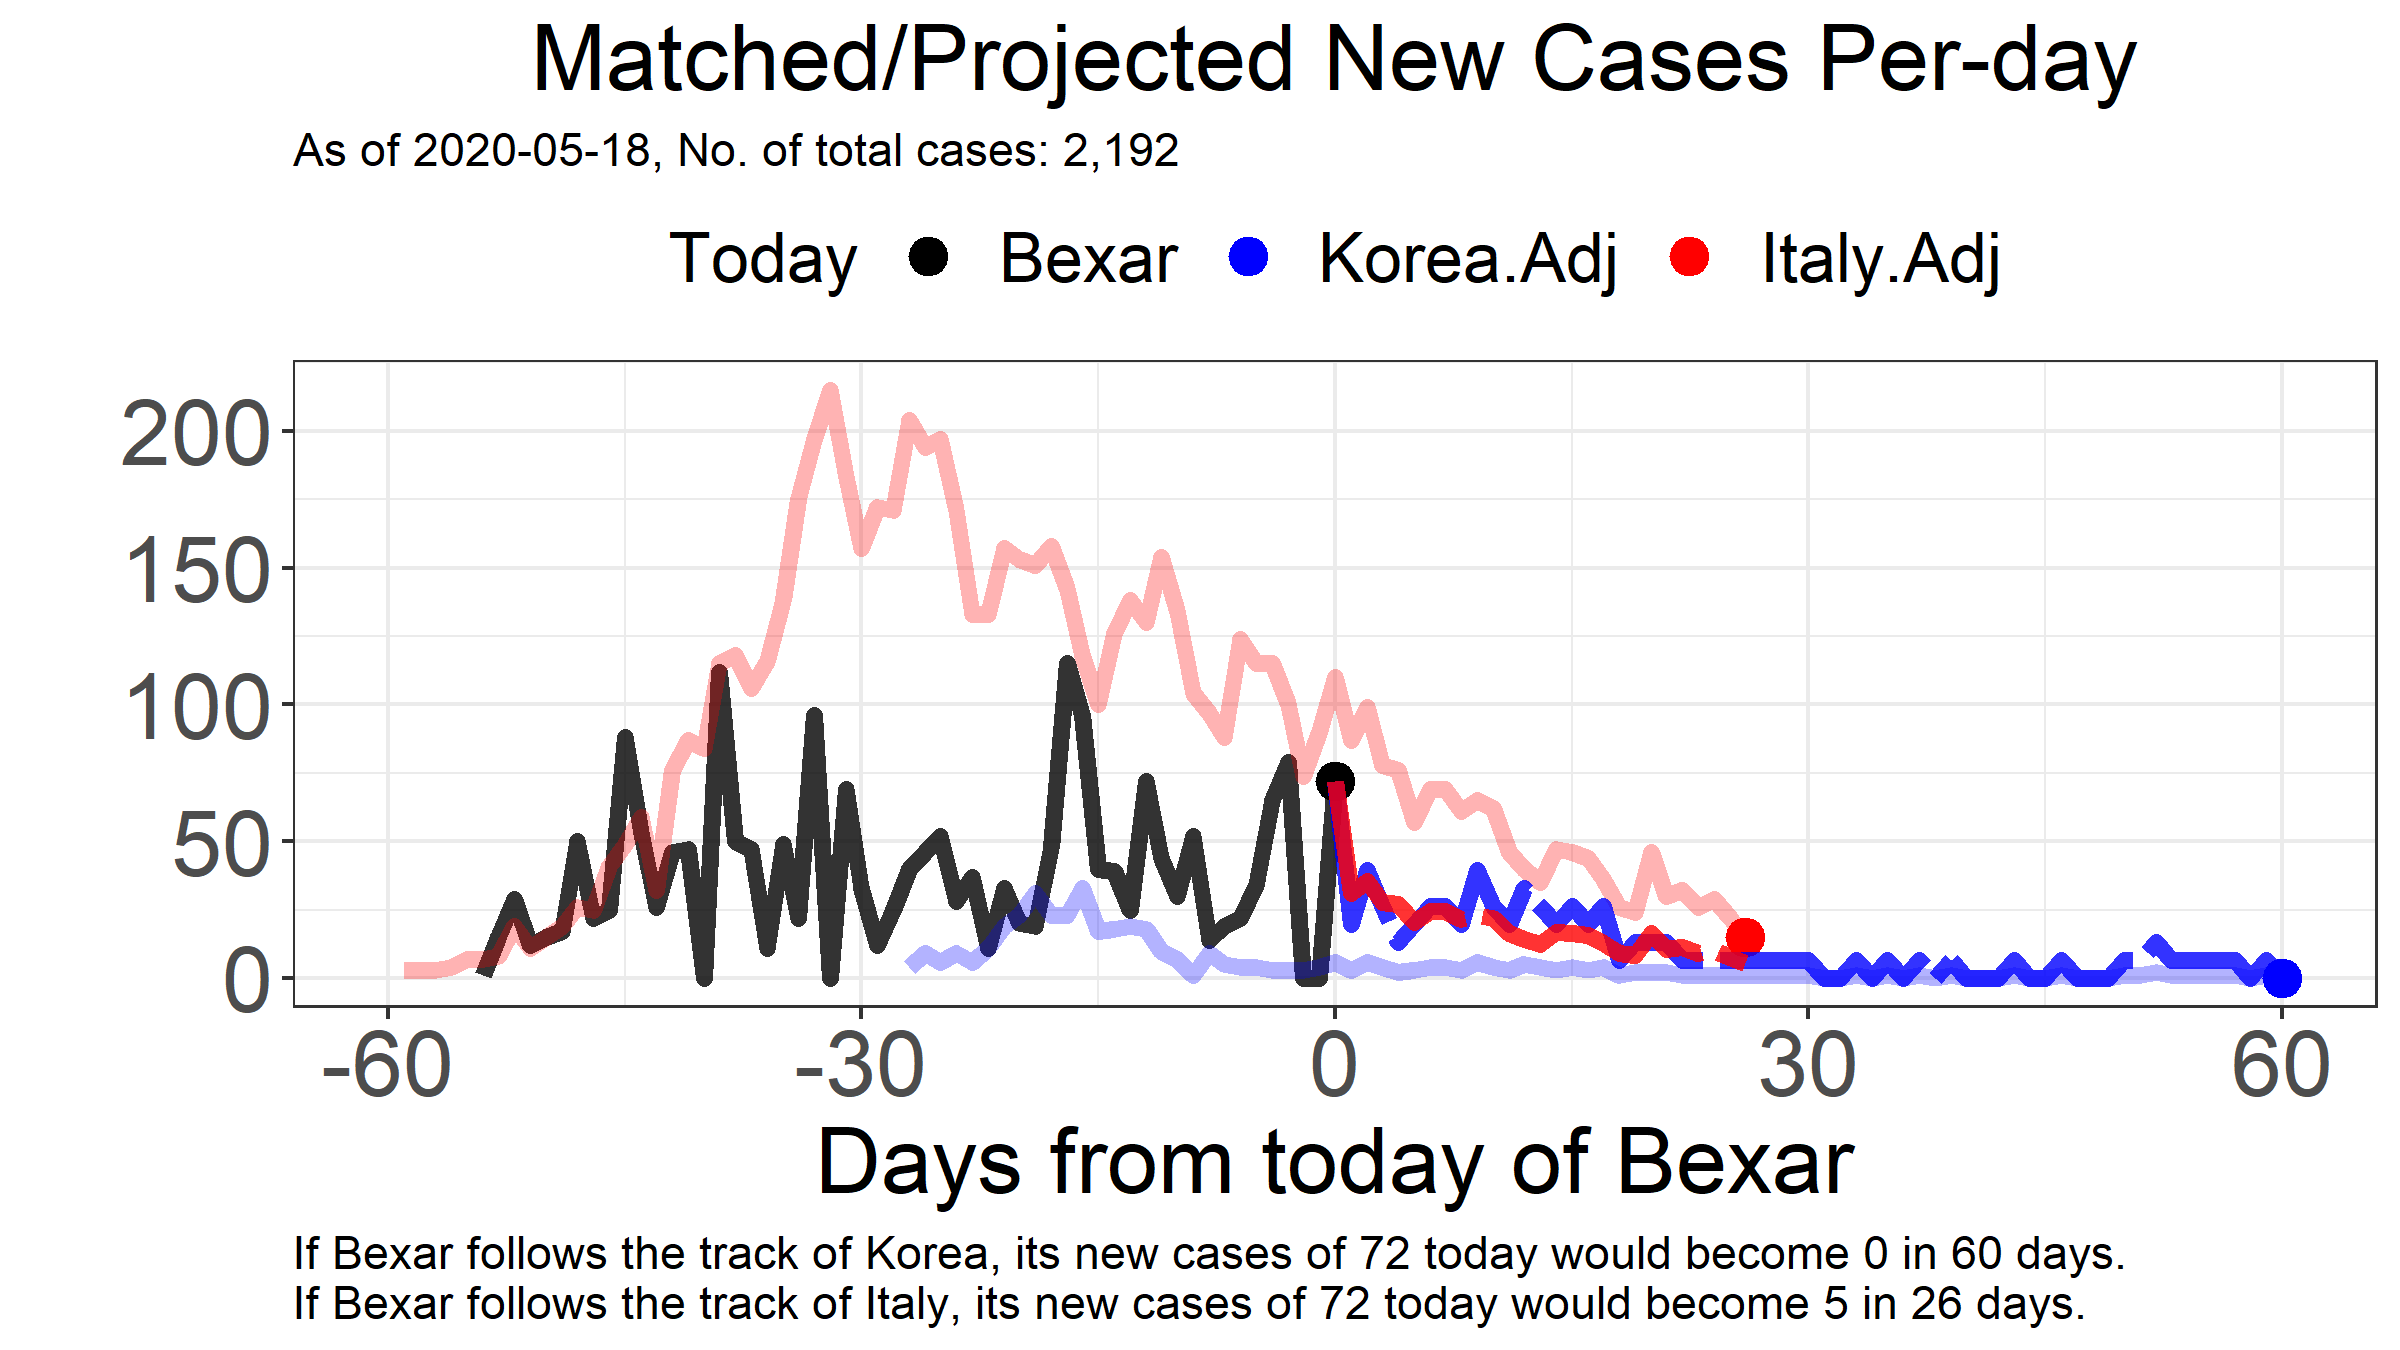 Matched/Projected New Cases Per-day
As of 2020-05-18, No. of total cases: 2,192
Today Bexar Korea.Adj Italy.Adj
200
150
100
50
0
-60 -30 0 30 60
Days from today of Bexar
If Bexar follows the track of Korea, its new cases of 72 today would become 0 in 60 days.
If Bexar follows the track of Italy, its new cases of 72 today would become 5 in 26 days.